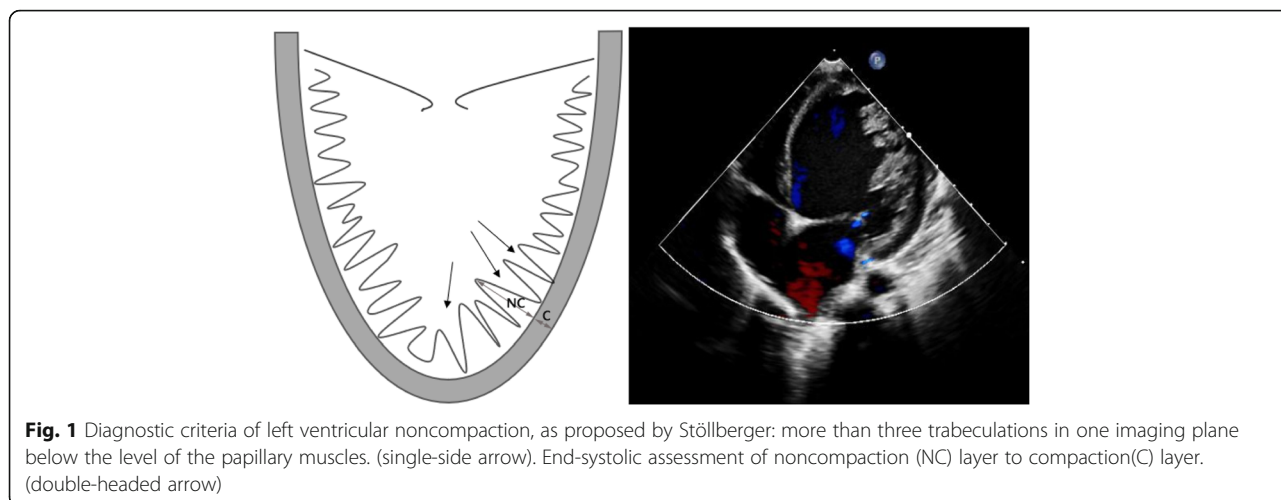 NC
C
P
Fig. 1 Diagnostic criteria of left ventricular noncompaction, as proposed by Stöllberger: more than three trabeculations in one imaging plane
below the level of the papillary muscles. (single-side arrow). End-systolic assessment of noncompaction (NC) layer to compaction(C) layer.
(double-headed arrow)